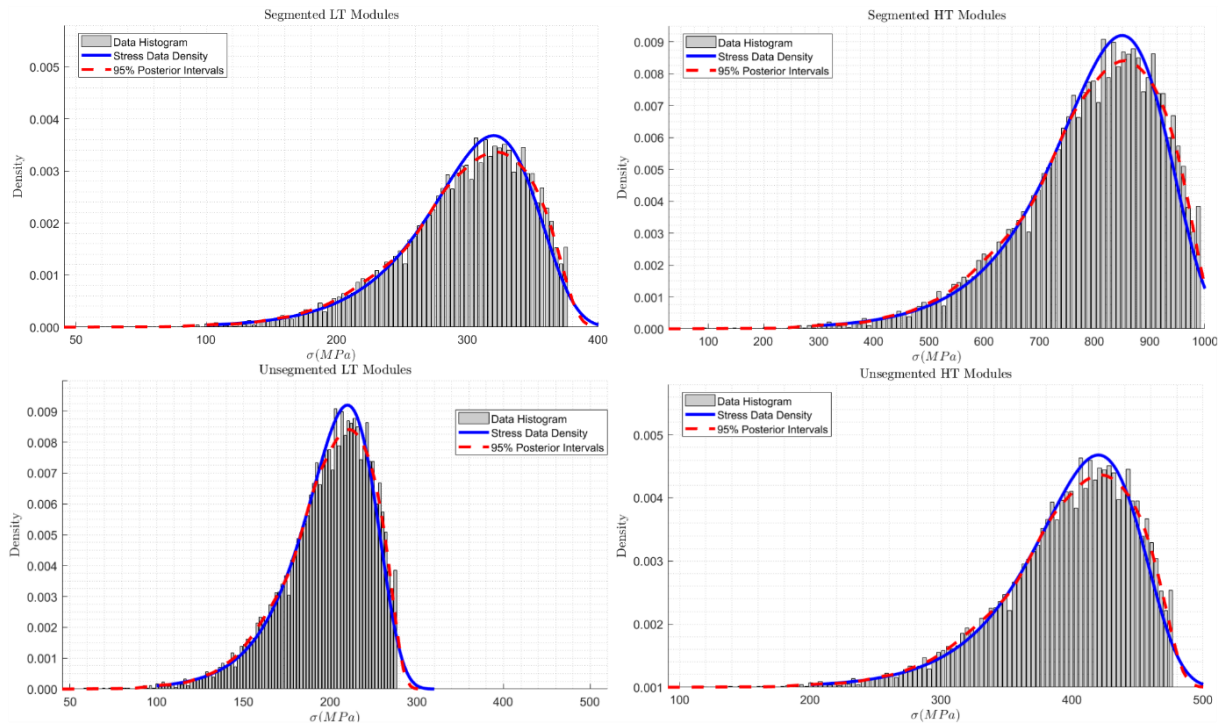 Segmented LT Modules
Data Histogram
Stress Data Density
95% Posterior Intervals
Density
0.005
0.004
0.003
0.002
0.001
0.000
50 100 200 300 400
σ(MPa)
Segmented HT Modules
Data Histogram
Stress Data Density
95% Posterior Intervals
Density
0.009
0.008
0.007
0.006
0.005
0.004
0.003
0.002
0.001
0.000
100 200 300 400 500 600 700 800 900 1000
σ(MPa)
Unsegmented LT Modules
Data Histogram
Stress Data Density
95% Posterior Intervals
Density
0.009
0.008
0.007
0.006
0.005
0.004
0.003
0.002
0.001
0.000
50 100 150 200 150 200 250 300 400 500
σ(MPa)
Unsegmented HT Modules
Data Histogram
Stress Data Density
95% Posterior Intervals
Density
0.005
0.004
0.003
0.002
0.001
100 200 300 400 500
σ(MPa)